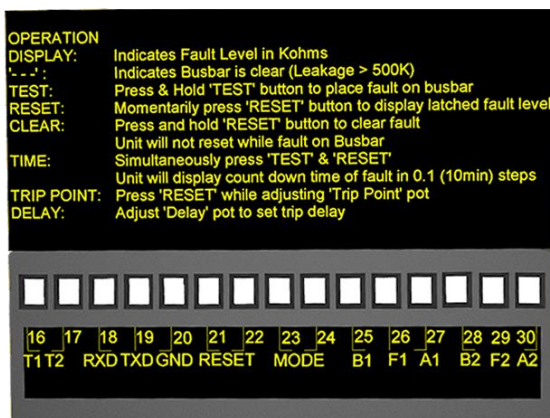 OPERATION
DISPLAY: Indicates Fault Level in Kohms
'---': Indicates Busbar is clear (Leakage > 500K)
TEST: Press & Hold 'TEST' button to place fault on busbar
RESET: Momentarily press 'RESET' button to display latched fault level
CLEAR: Press and hold 'RESET' button to clear fault
Unit will not reset while fault on Busbar
TIME: Simultaneously press 'TEST' & 'RESET'
Unit will display count down time of fault in 0.1 (10min) steps
TRIP POINT: Press 'RESET' while adjusting 'Trip Point' pot
DELAY: Adjust 'Delay' pot to set trip delay
16 17 18 19 20 21 22 23 24 25 26 27 28 29 30
T1 T2 RXD TXD GND RESET MODE B1 F1 A1 B2 F2 A2